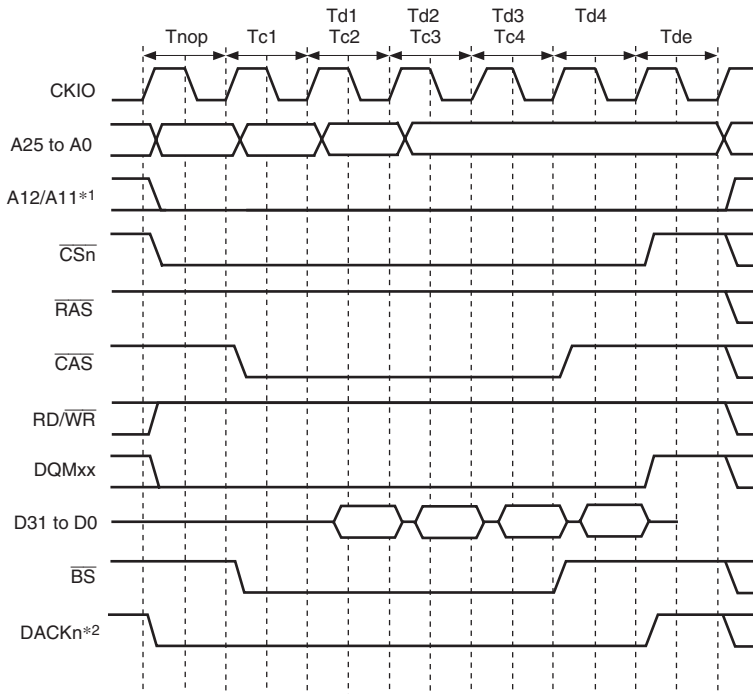 Td1 Td2 Td3 Td4
Tnop Tc1 Tc2 Tc3 Tc4 Tde
CKIO
A25 to A0
A12/A11*1
CSn
RAS
CAS
RD/WR
DQMxx
D31 to D0
BS
DACKn*2